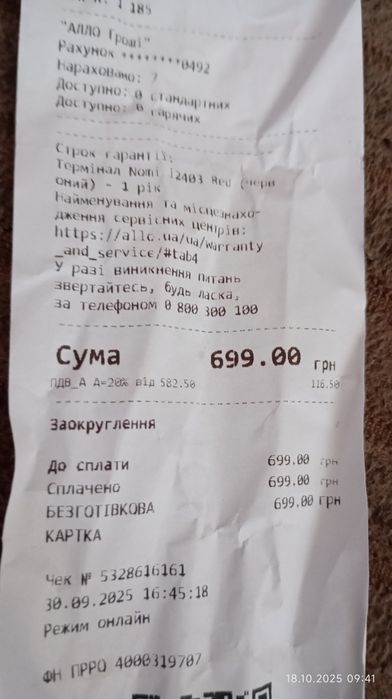 1 185
"АЛЛО Гроші"
Рахунок ********0492
Нараховано: 7
Доступно: 0 стандартних
Доступно: 0 гарячих
Строк гарантії:
Термінал Nomi i2403 Red (черв
оний) - 1 рік
Найменування та місцезнахо-
дження сервісних центрів:
https://allo.ua/ua/warranty
_and_service/#tab4
У разі виникнення питань
звертайтесь, будь ласка,
за телефоном 0 800 300 100
Сума 699.00 грн
ПДВ_А А=20% від 582.50 116.50
Заокруглення
До сплати 699.00 грн
Сплачено 699.00 грн
БЕЗГОТІВКОВА 699.00 грн
КАРТКА
Чек № 5328616161
30.09.2025 16:45:18
Режим онлайн
ФН ПРРО 4000319707
18.10.2025 09:41